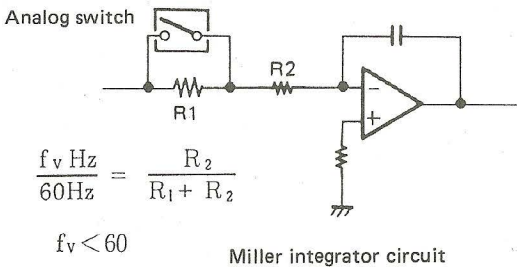 Analog switch
R2
R1
−
+
fv Hz / 60Hz = R2 / R1 + R2
fv<60
Miller integrator circuit